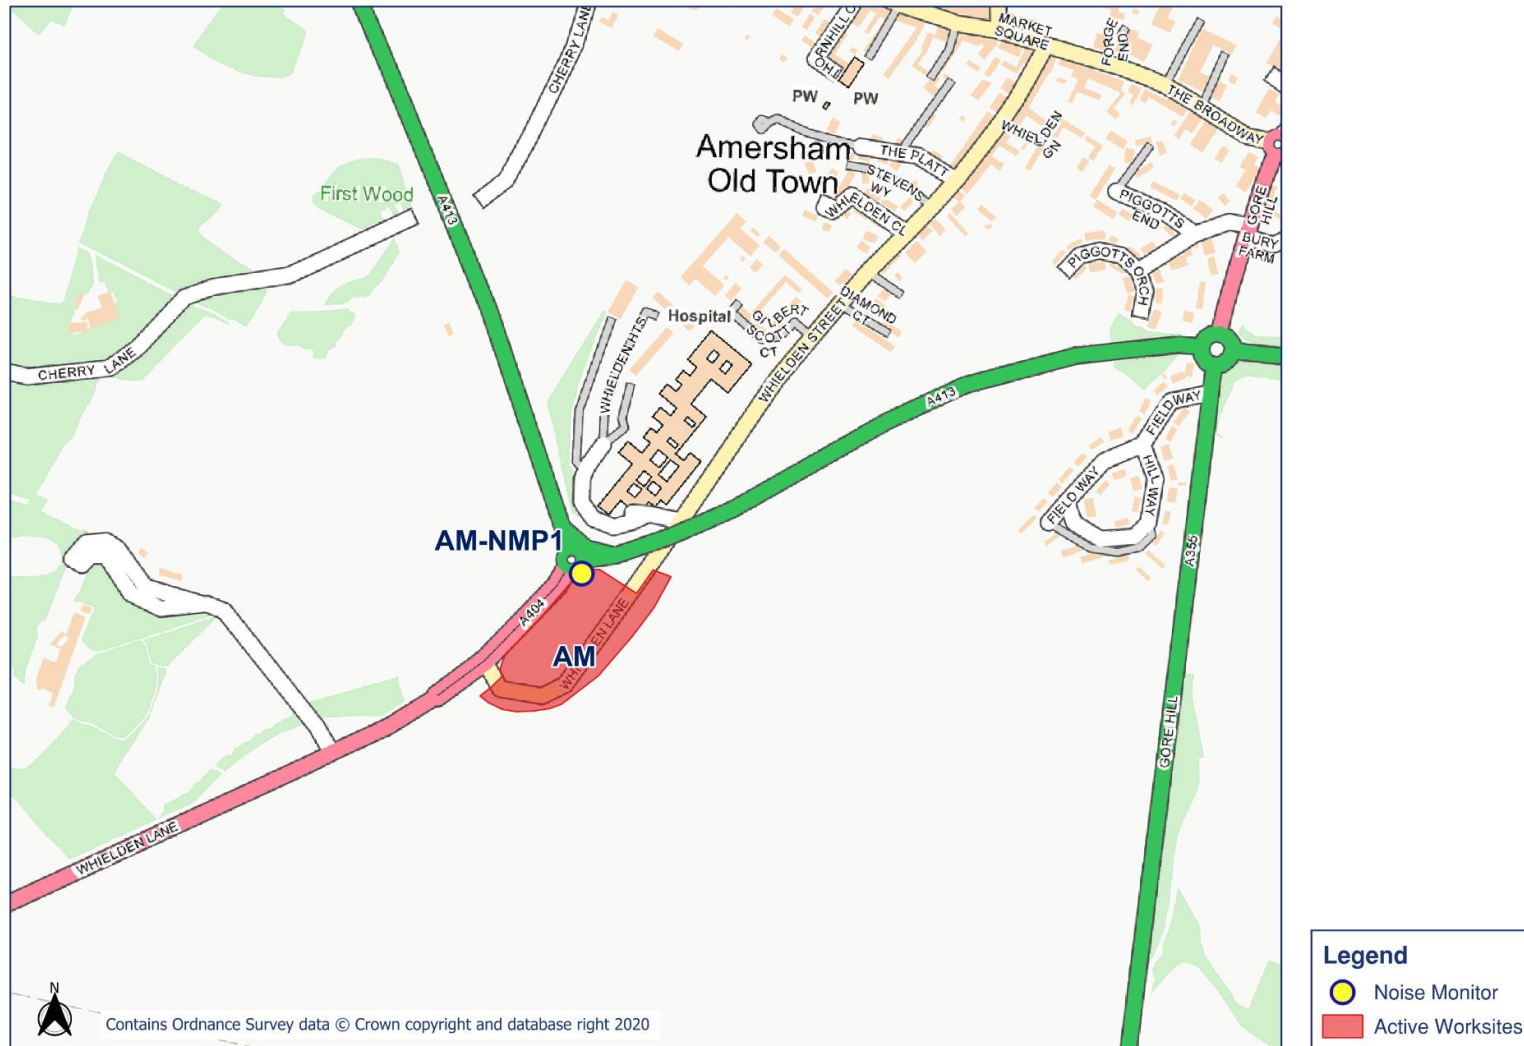 CHERRY LANE
RNHILL C
OHT
MARKET
SQUARE
FORGE
END
THE BROADWAY
PW
PW
WHIELDEN
GN
Amersham
Old Town
THE PLATT
STEVENS
WY
WHIELDEN CL
PIGGOTTS
END
GORE
HILL
BURY
FARM
PIGGOTTS ORCH
First Wood
A413
DIAMOND
CT
Hospital
GILBERT
SCOTT
CT
WHIELDEN HTS
WHIELDEN STREET
CHERRY LANE
A413
FIELDWAY
FIELD WAY
HILL WAY
A355
AM-NMP1
A404
WHIELDEN LANE
AM
GORE HILL
WHIELDEN LANE
N
Contains Ordnance Survey data © Crown copyright and database right 2020
Legend
Noise Monitor
Active Worksites